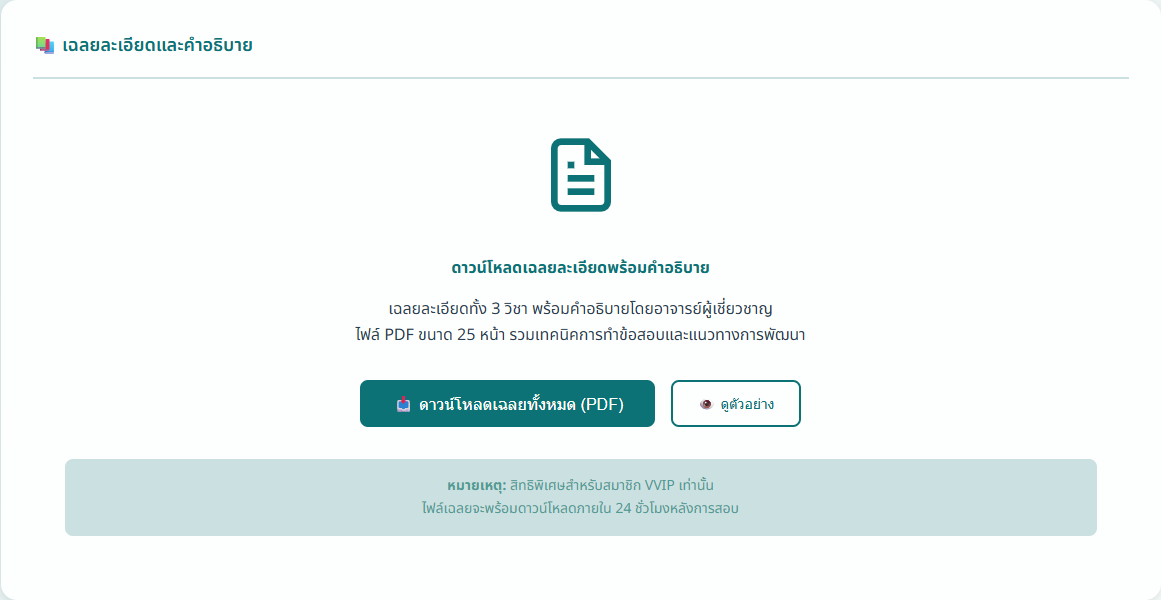 เฉลยละเอียดและคำอธิบาย
ดาวน์โหลดเฉลยละเอียดพร้อมคำอธิบาย
เฉลยละเอียดทั้ง 3 วิชา พร้อมคำอธิบายโดยอาจารย์ผู้เชี่ยวชาญ
ไฟล์ PDF ขนาด 25 หน้า รวมเทคนิคการทำข้อสอบและแนวทางการพัฒนา
ดาวน์โหลดเฉลยทั้งหมด (PDF)
ดูตัวอย่าง
หมายเหตุ: สิทธิพิเศษสำหรับสมาชิก VVIP เท่านั้น
ไฟล์เฉลยจะพร้อมดาวน์โหลดภายใน 24 ชั่วโมงหลังการสอบ